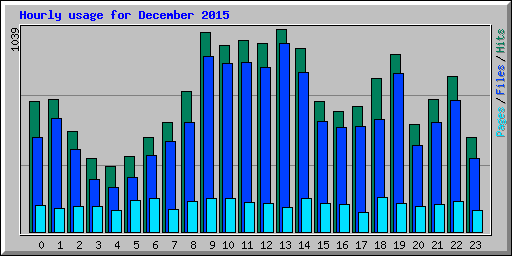 Hourly usage for December 2015
1039
Pages/Files/Hits
0 1 2 3 4 5 6 7 8 9 10 11 12 13 14 15 16 17 18 19 20 21 22 23